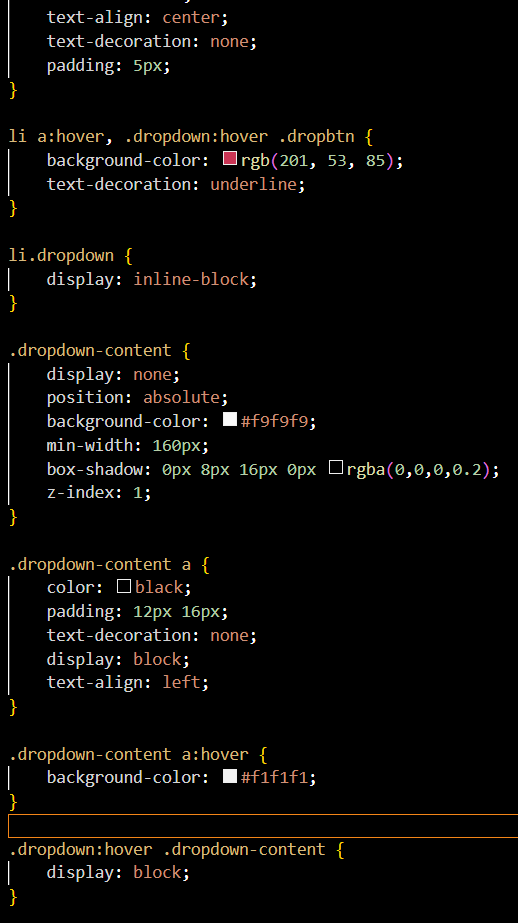 text-align: center;
    text-decoration: none;
    padding: 5px;
}

li a:hover, .dropdown:hover .dropbtn {
    background-color: rgb(201, 53, 85);
    text-decoration: underline;
}

li.dropdown {
    display: inline-block;
}

.dropdown-content {
    display: none;
    position: absolute;
    background-color: #f9f9f9;
    min-width: 160px;
    box-shadow: 0px 8px 16px 0px rgba(0,0,0,0.2);
    z-index: 1;
}

.dropdown-content a {
    color: black;
    padding: 12px 16px;
    text-decoration: none;
    display: block;
    text-align: left;
}

.dropdown-content a:hover {
    background-color: #f1f1f1;
}

.dropdown:hover .dropdown-content {
    display: block;
}